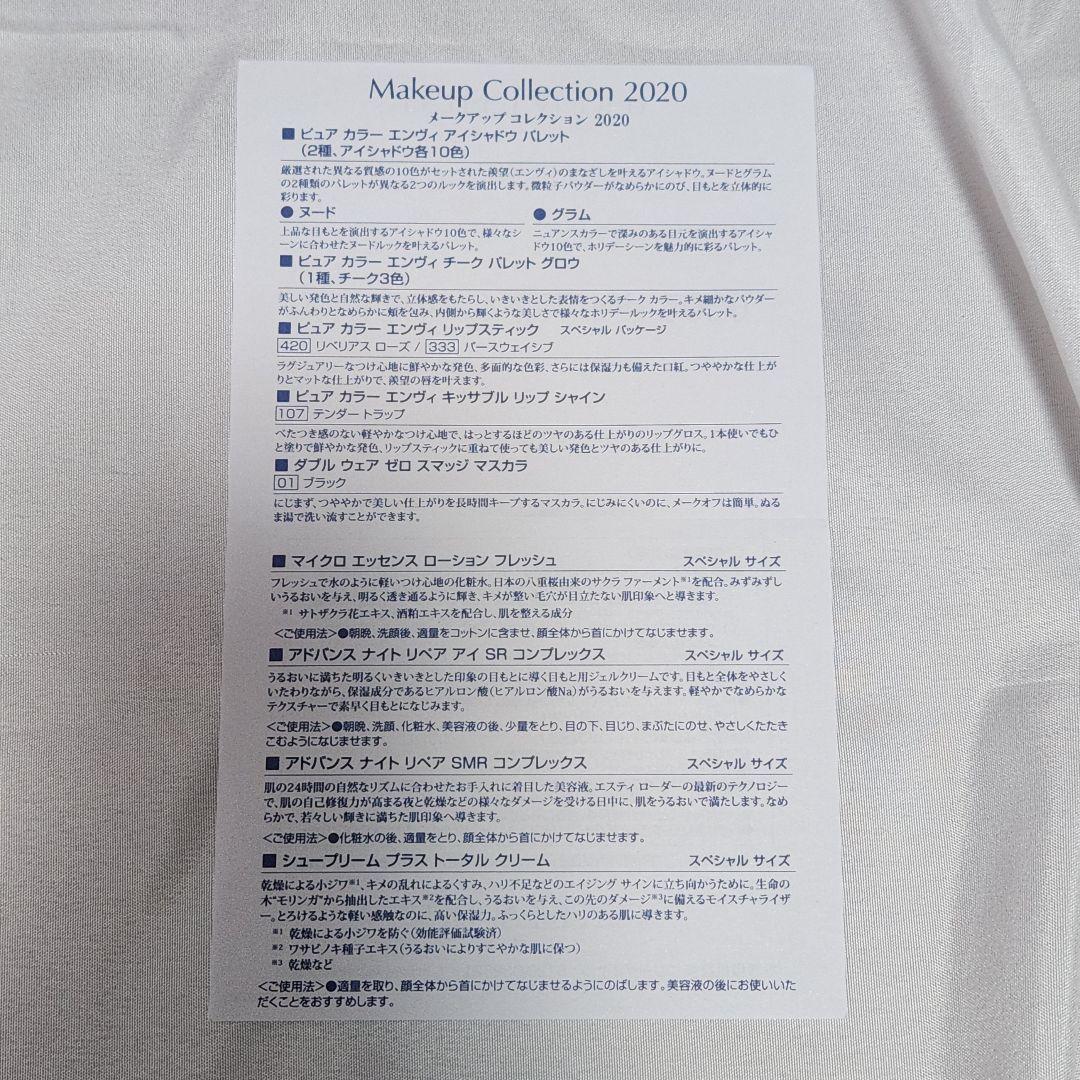 Makeup Collection 2020
メークアップ コレクション 2020
■ ピュア カラー エンヴィ アイシャドウ パレット
（2種、アイシャドウ各10色）
厳選された異なる質感の10色がセットされた羨望（エンヴィ）のまなざしを叶えるアイシャドウ。ヌードとグラム
の2種類のパレットが異なる2つのルックを演出します。微粒子パウダーがなめらかにのび、目もとを立体的に
彩ります。
● ヌード
上品な目もとを演出するアイシャドウ10色で、様々なシ
ーンに合わせたヌードルックを叶えるパレット。
● グラム
ニュアンスカラーで深みのある目元を演出するアイシャ
ドウ10色で、ホリデーシーンを魅力的に彩るパレット。
■ ピュア カラー エンヴィ チーク パレット グロウ
（1種、チーク3色）
美しい発色と自然な輝きで、立体感をもたらし、いきいきとした表情をつくるチーク カラー。キメ細かなパウダー
がふんわりとなめらかに頬を包み、内側から輝くような美しさで様々なホリデールックを叶えるパレット。
■ ピュア カラー エンヴィ リップスティック スペシャル パッケージ
420 リベリアス ローズ / 333 パースウェイシブ
ラグジュアリーなつけ心地に鮮やかな発色、多面的な色彩、さらには保湿力も備えた口紅。つややかな仕上が
りとマットな仕上がりで、羨望の唇を叶えます。
■ ピュア カラー エンヴィ キッサブル リップ シャイン
107 テンダー トラップ
べたつき感のない軽やかなつけ心地で、はっとするほどのツヤのある仕上がりのリップグロス。1本使いでもひ
と塗りで鮮やかな発色、リップスティックに重ねて使っても美しい発色とツヤのある仕上がりに。
■ ダブル ウェア ゼロ スマッジ マスカラ
01 ブラック
にじまず、つややかで美しい仕上がりを長時間キープするマスカラ。にじみにくいのに、メークオフは簡単。ぬる
ま湯で洗い流すことができます。
■ マイクロ エッセンス ローション フレッシュ スペシャル サイズ
フレッシュで水のように軽いつけ心地の化粧水。日本の八重桜由来のサクラ ファーメント※1を配合。みずみずし
いうるおいを与え、明るく透き通るように輝き、キメが整い毛穴が目立たない肌印象へと導きます。
※1 サトザクラ花エキス、酒粕エキスを配合し、肌を整える成分
＜ご使用法＞●朝晩、洗顔後、適量をコットンに含ませ、顔全体から首にかけてなじませます。
■ アドバンス ナイト リペア アイ SR コンプレックス スペシャル サイズ
うるおいに満ちた明るくいきいきとした印象の目もとに導く目もと用ジェルクリームです。目もと全体をやさしく
いたわりながら、保湿成分であるヒアルロン酸（ヒアルロン酸Na）がうるおいを与えます。軽やかでなめらかな
テクスチャーで素早く目もとになじみます。
＜ご使用法＞●朝晩、洗顔、化粧水、美容液の後、少量をとり、目の下、目じり、まぶたにのせ、やさしくたたき
こむようになじませます。
■ アドバンス ナイト リペア SMR コンプレックス スペシャル サイズ
肌の24時間の自然なリズムに合わせたお手入れに着目した美容液。エスティ ローダーの最新のテクノロジー
で、肌の自己修復力が高まる夜と乾燥などの様々なダメージを受ける日中に、肌をうるおいで満たします。なめ
らかで、若々しい輝きに満ちた肌印象へ導きます。
＜ご使用法＞●化粧水の後、適量をとり、顔全体から首にかけてなじませます。
■ シュープリーム プラス トータル クリーム スペシャル サイズ
乾燥による小ジワ※1、キメの乱れによるくすみ、ハリ不足などのエイジング サインに立ち向かうために。生命の
木“モリンガ”から抽出したエキス※2を配合し、うるおいを与え、この先のダメージ※3に備えるモイスチャライザ
ー。とろけるような軽い感触なのに、高い保湿力。ふっくらとしたハリのある肌に導きます。
※1 乾燥による小ジワを防ぐ（効能評価試験済）
※2 ワサビノキ種子エキス（うるおいによりすこやかな肌に保つ）
※3 乾燥など
＜ご使用法＞●適量を取り、顔全体から首にかけてなじませるようにのばします。美容液の後にお使いいた
だくことをおすすめします。